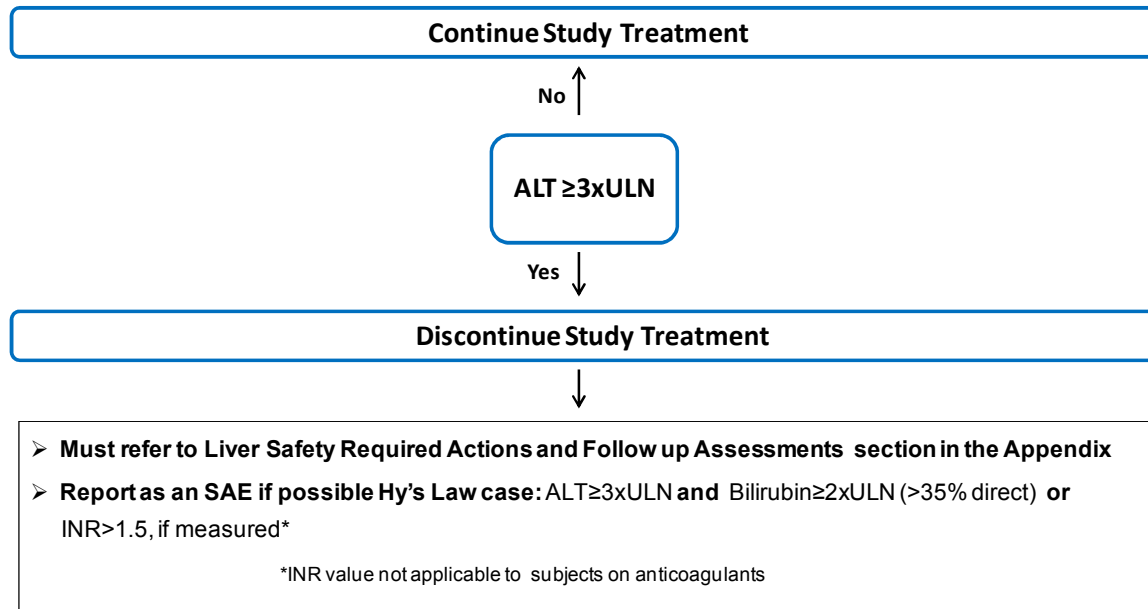 Continue Study Treatment
No
ALT ≥3xULN
Yes
Discontinue Study Treatment
➢ Must refer to Liver Safety Required Actions and Follow up Assessments section in the Appendix
➢ Report as an SAE if possible Hy's Law case: ALT≥3xULN and Bilirubin≥2xULN (>35% direct) or
INR>1.5, if measured*
*INR value not applicable to subjects on anticoagulants